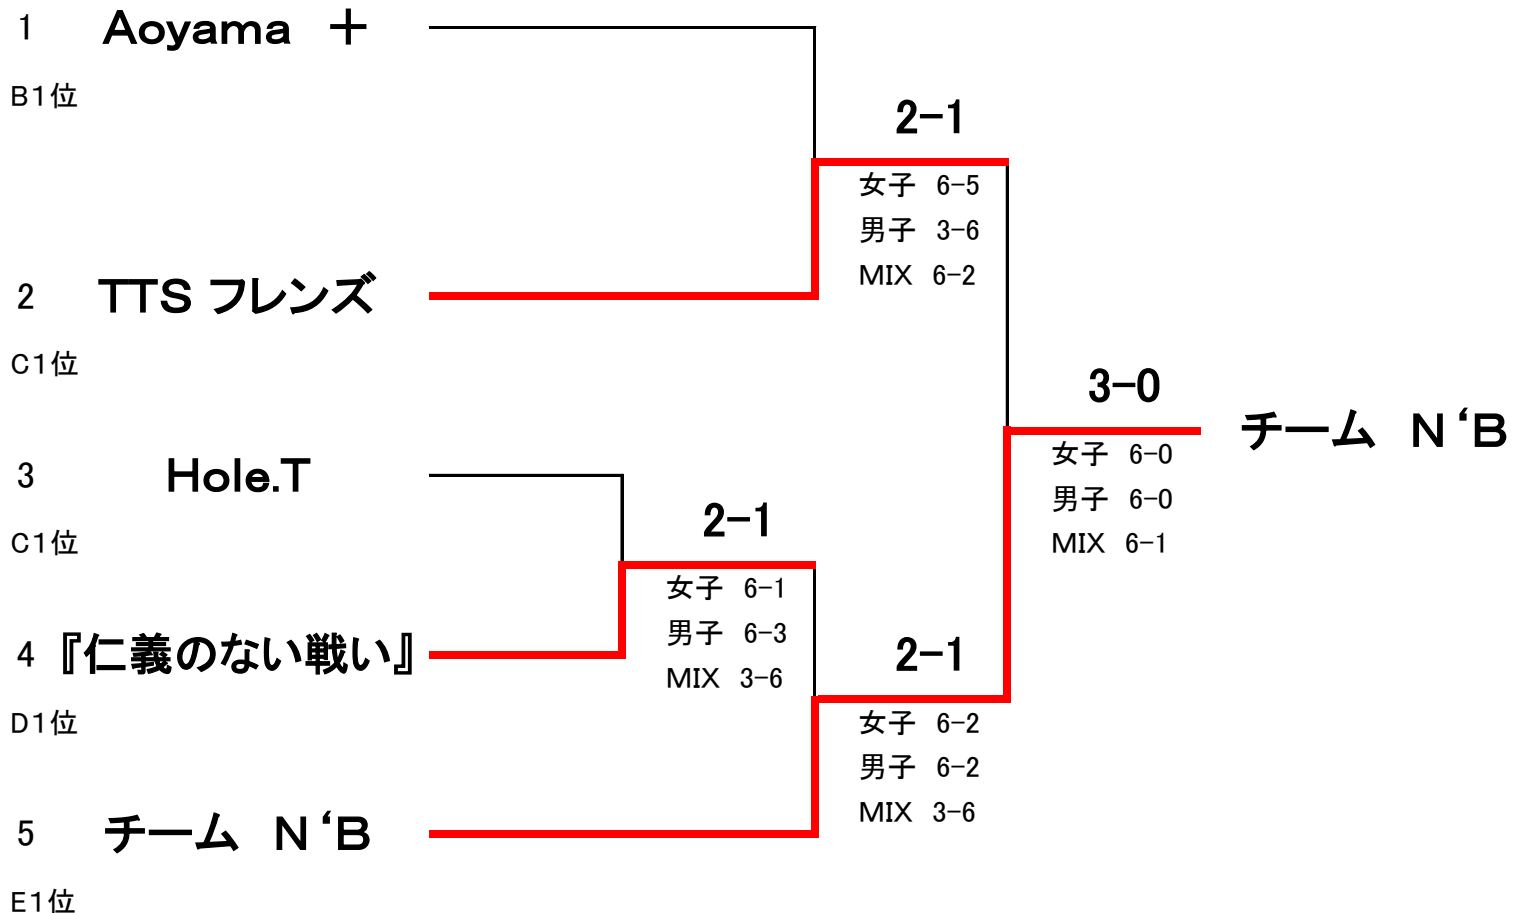 1 Aoyama ＋
B1位
2-1
女子 6-5
男子 3-6
MIX 6-2
2 TTS フレンズ
C1位
3-0
チーム N‘B
女子 6-0
男子 6-0
MIX 6-1
3 Hole.T
C1位
2-1
女子 6-1
男子 6-3
MIX 3-6
4 『仁義のない戦い』
D1位
2-1
女子 6-2
男子 6-2
MIX 3-6
5 チーム N‘B
E1位